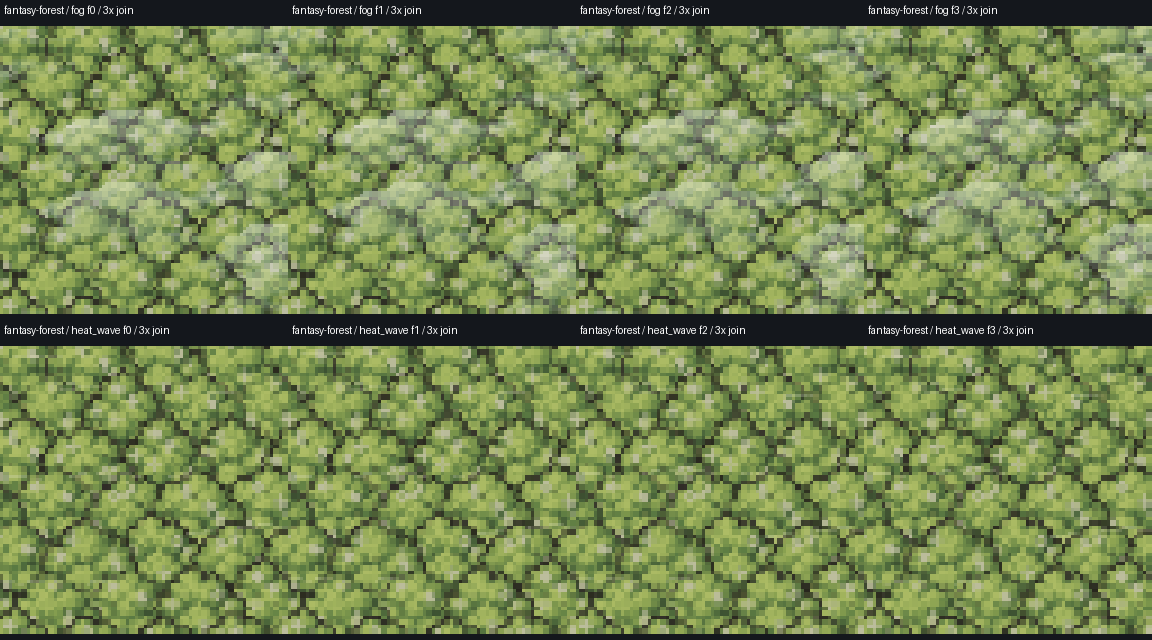 fantasy-forest / fog f0 / 3x join
fantasy-forest / fog f1 / 3x join
fantasy-forest / fog f2 / 3x join
fantasy-forest / fog f3 / 3x join
fantasy-forest / heat_wave f0 / 3x join
fantasy-forest / heat_wave f1 / 3x join
fantasy-forest / heat_wave f2 / 3x join
fantasy-forest / heat_wave f3 / 3x join